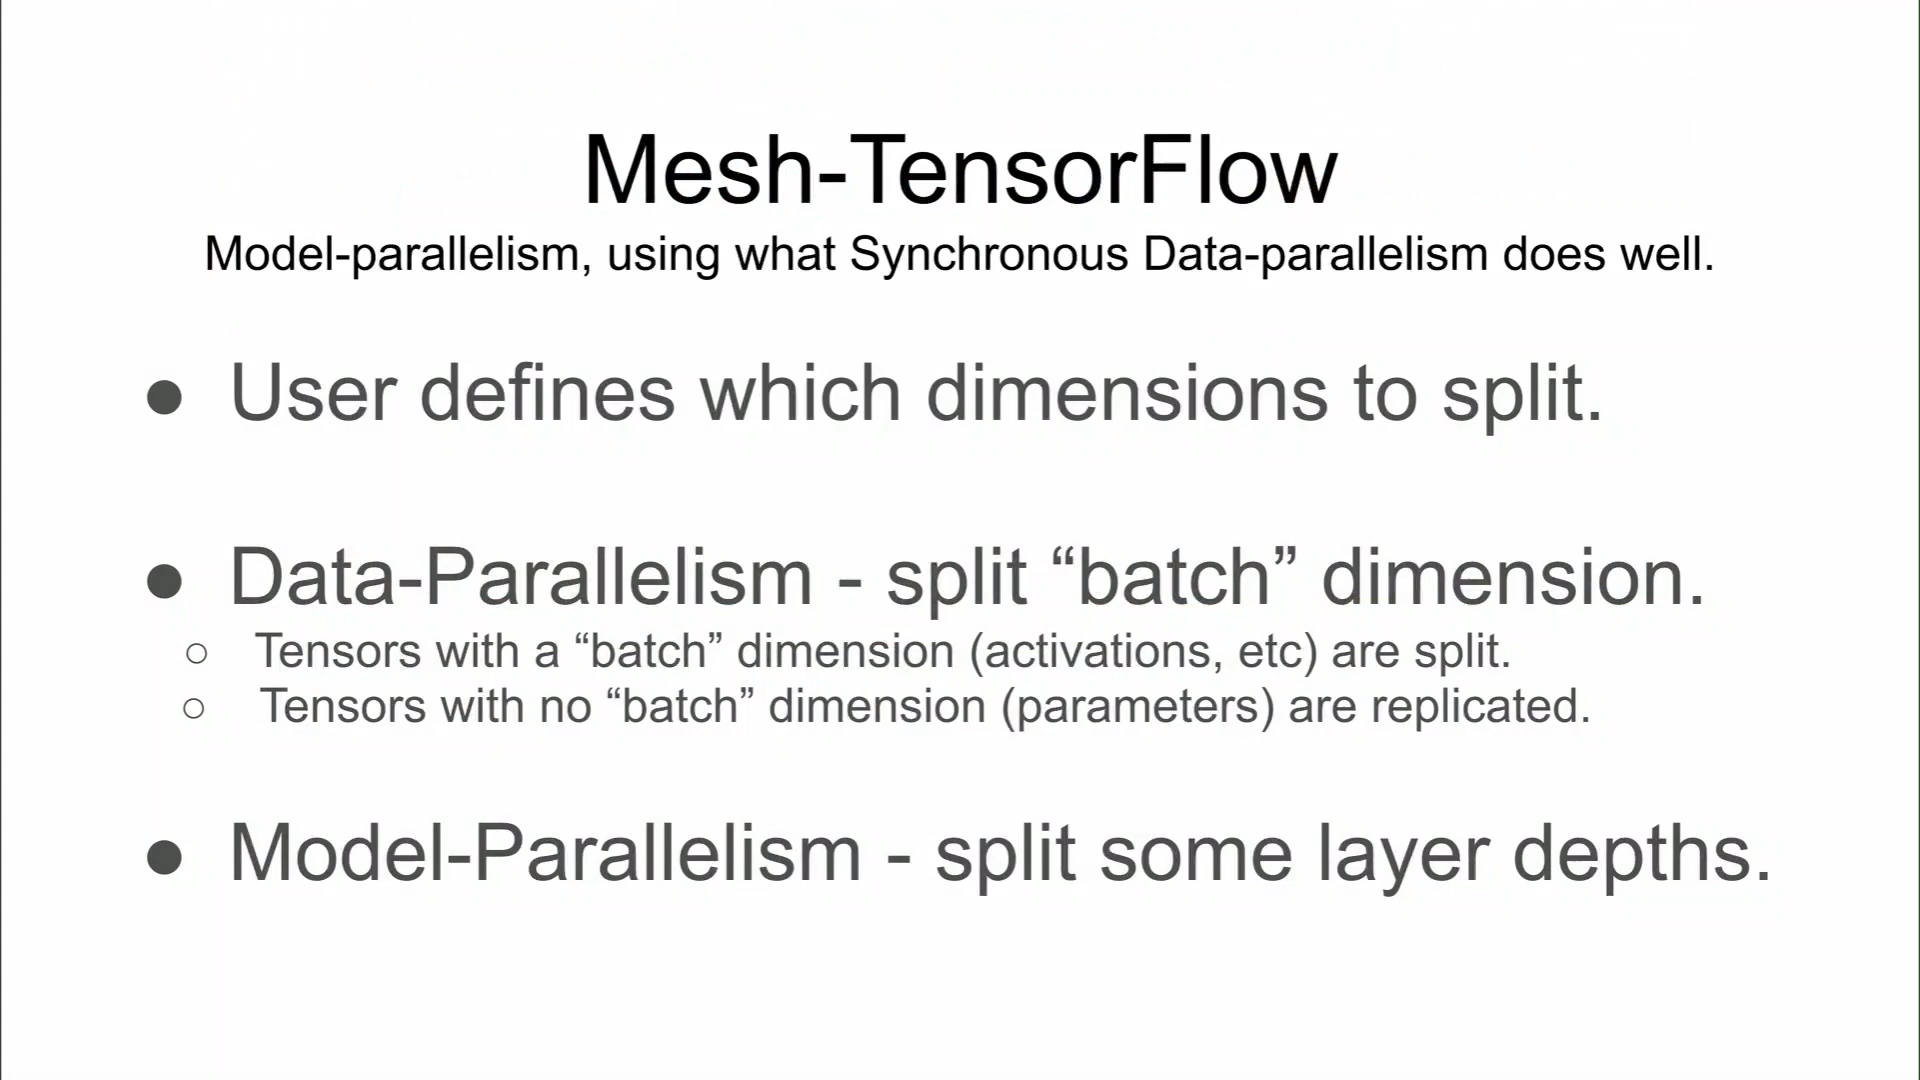 Mesh-TensorFlow
Model-parallelism, using what Synchronous Data-parallelism does well.
● User defines which dimensions to split.
● Data-Parallelism - split “batch” dimension.
○ Tensors with a “batch” dimension (activations, etc) are split.
○ Tensors with no “batch” dimension (parameters) are replicated.
● Model-Parallelism - split some layer depths.